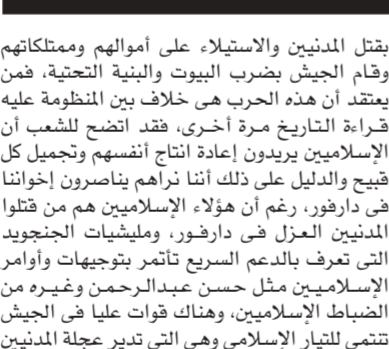 بقتل المدنيين والاستيلاء على أموالهم وممتلكاتهم
وقام الجيش بضرب البيوت والبنية التحتية، فمن
يعتقد أن هذه الحرب هى خلاف بين المنظومة عليه
قراءة التاريخ مرة أخرى، فقد اتضح للشعب أن
الإسلاميين يريدون إعادة انتاج أنفسهم وتجميل كل
قبيح والدليل على ذلك أننا نراهم يناصرون إخواننا
فى دارفور، رغم أن هؤلاء الإسلاميين هم من قتلوا
المدنيين العزل فى دارفور، ومليشيات الجنجويد
التى تعرف بالدعم السريع تأتمر بتوجيهات وأوامر
الإسلاميين مثل حسن عبدالرحمن وغيره من
الضباط الإسلاميين، وهناك قوات عليا فى الجيش
تنتمى للتيار الإسلامى وهى التى تدير عجلة المدنيين